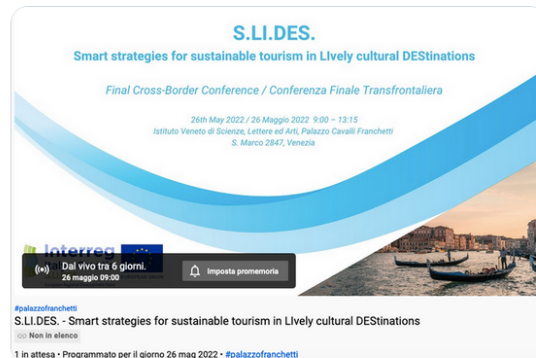 S.LI.DES.
Smart strategies for sustainable tourism in LIvely cultural DEStinations
Final Cross-Border Conference / Conferenza Finale Transfrontaliera
26th May 2022 / 26 Maggio 2022 9:00 – 13:15
Istituto Veneto di Scienze, Lettere ed Arti, Palazzo Cavalli Franchetti
S. Marco 2847, Venezia
Interreg
Dal vivo tra 6 giorni.
26 maggio 09:00
Imposta promemoria
#palazzofranchetti
S.LI.DES. - Smart strategies for sustainable tourism in LIvely cultural DEStinations
Non in elenco
1 in attesa • Programmato per il giorno 26 mag 2022 • #palazzofranchetti